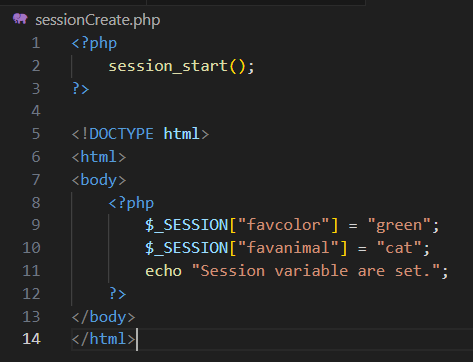 sessionCreate.php
1 <?php
2 session_start();
3 ?>
4
5 <!DOCTYPE html>
6 <html>
7 <body>
8 <?php
9 $_SESSION["favcolor"] = "green";
10 $_SESSION["favanimal"] = "cat";
11 echo "Session variable are set.";
12 ?>
13 </body>
14 </html>